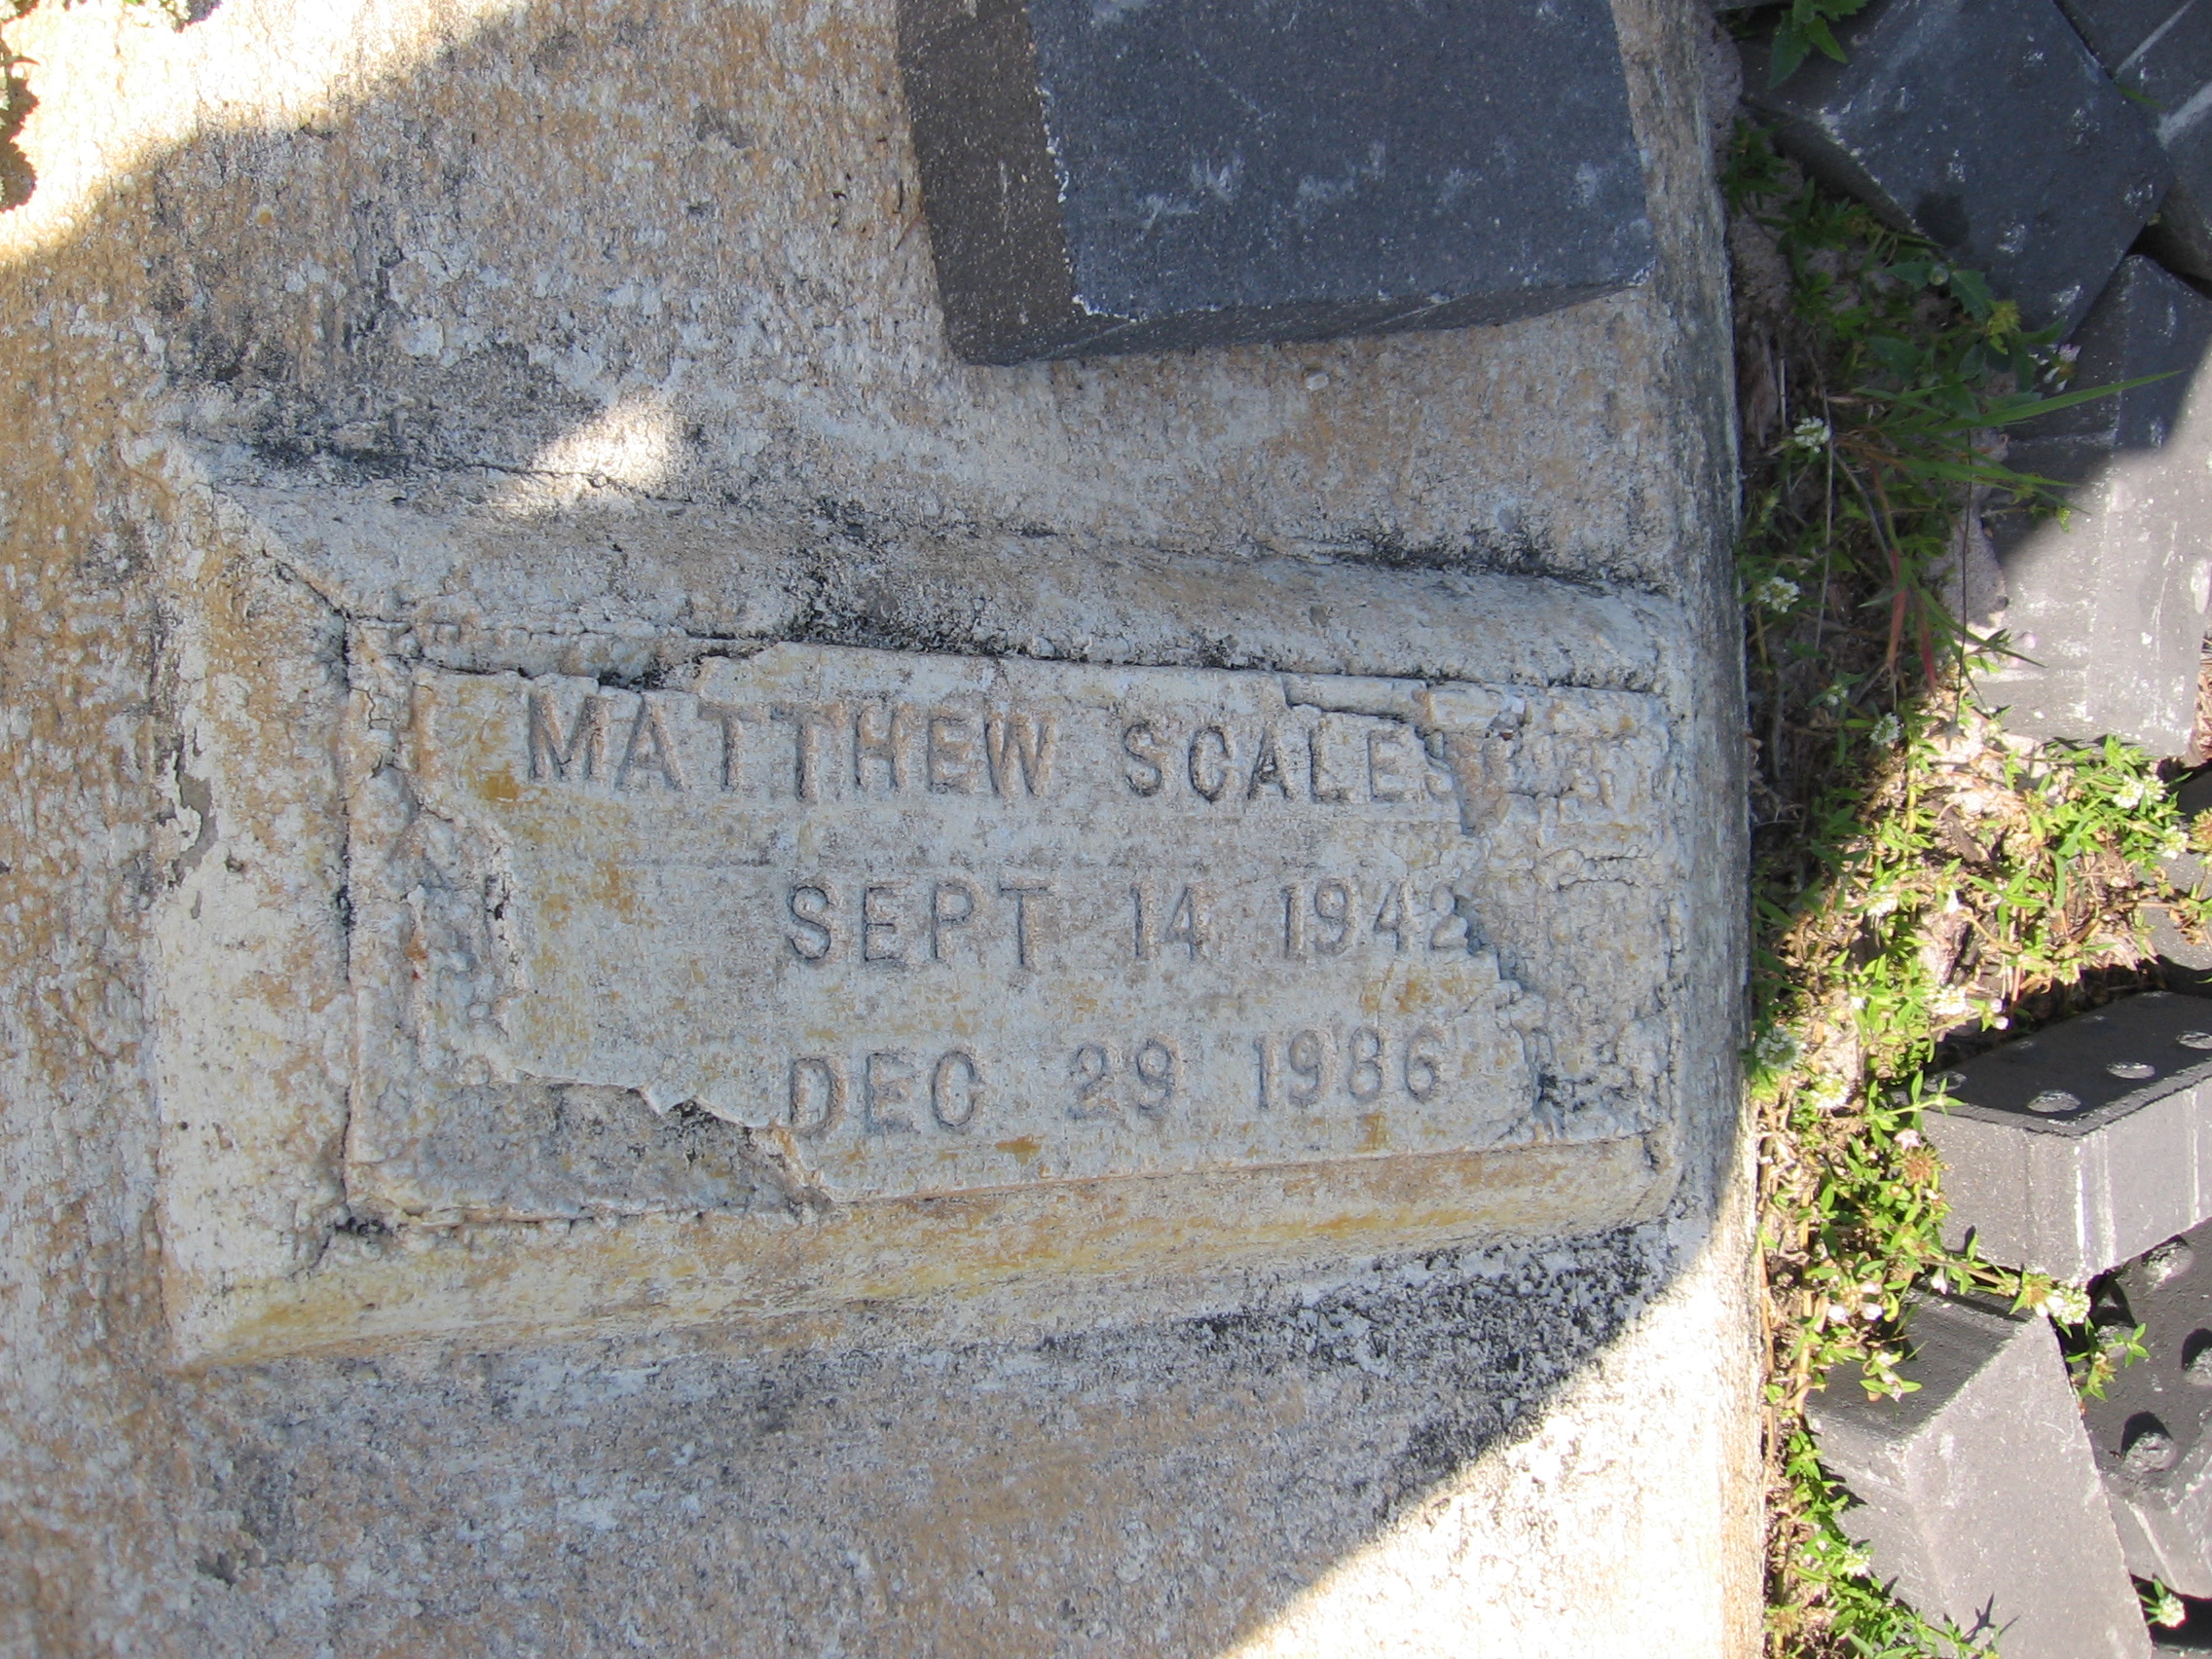 MATTHEW SCALES
SEPT 14 1942
DEC 29 1986